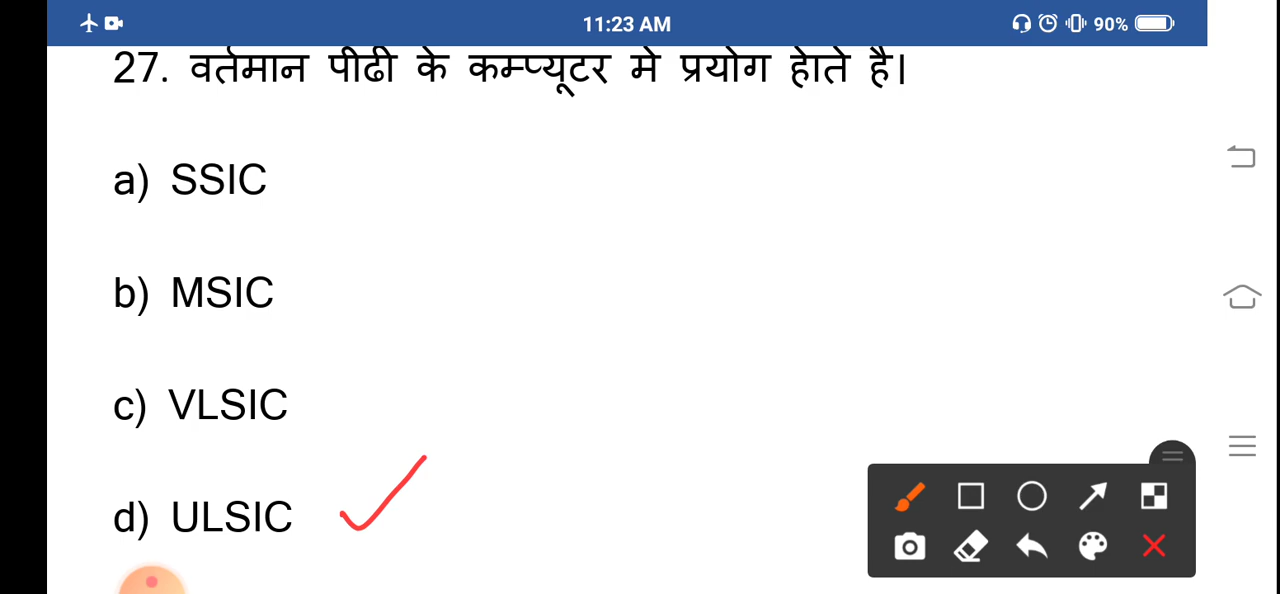 11:23 AM
90%
27. वर्तमान पीढी के कम्प्यूटर मे प्रयोग हेाते है।
a) SSIC
b) MSIC
c) VLSIC
d) ULSIC